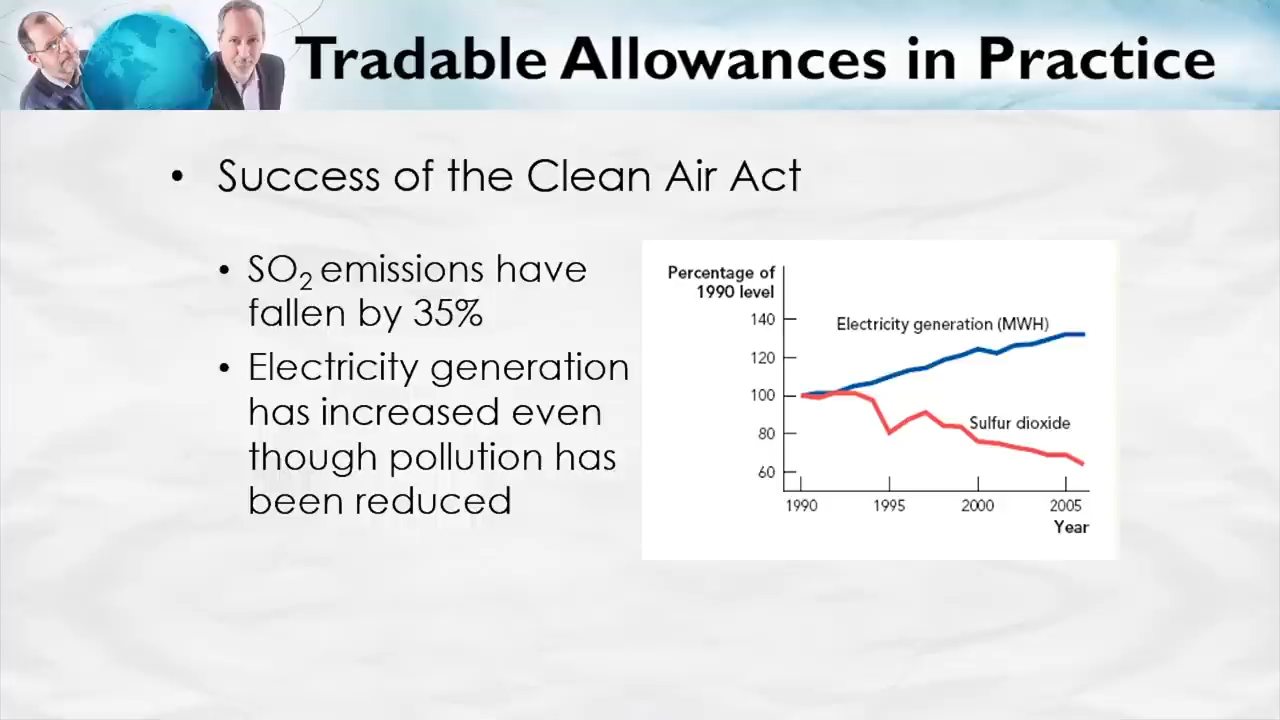 Tradable Allowances in Practice
• Success of the Clean Air Act
• SO₂ emissions have
fallen by 35%
• Electricity generation
has increased even
though pollution has
been reduced
Percentage of
1990 level
140
Electricity generation (MWH)
120
100
Sulfur dioxide
80
60
1990 1995 2000 2005
Year